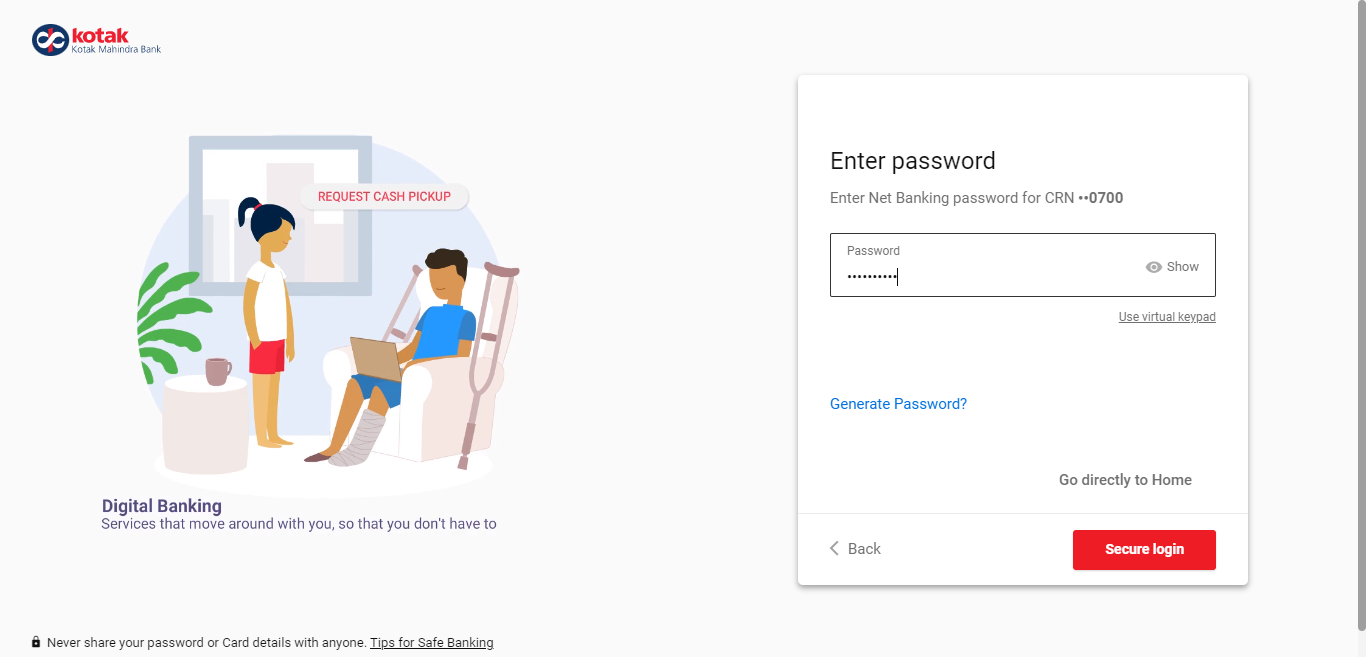 kotak
Kotak Mahindra Bank
REQUEST CASH PICKUP
Digital Banking
Services that move around with you, so that you don't have to
Enter password
Enter Net Banking password for CRN ••0700
Password
•••••••••• Show
Use virtual keypad
Generate Password?
Go directly to Home
Back Secure login
Never share your password or Card details with anyone. Tips for Safe Banking